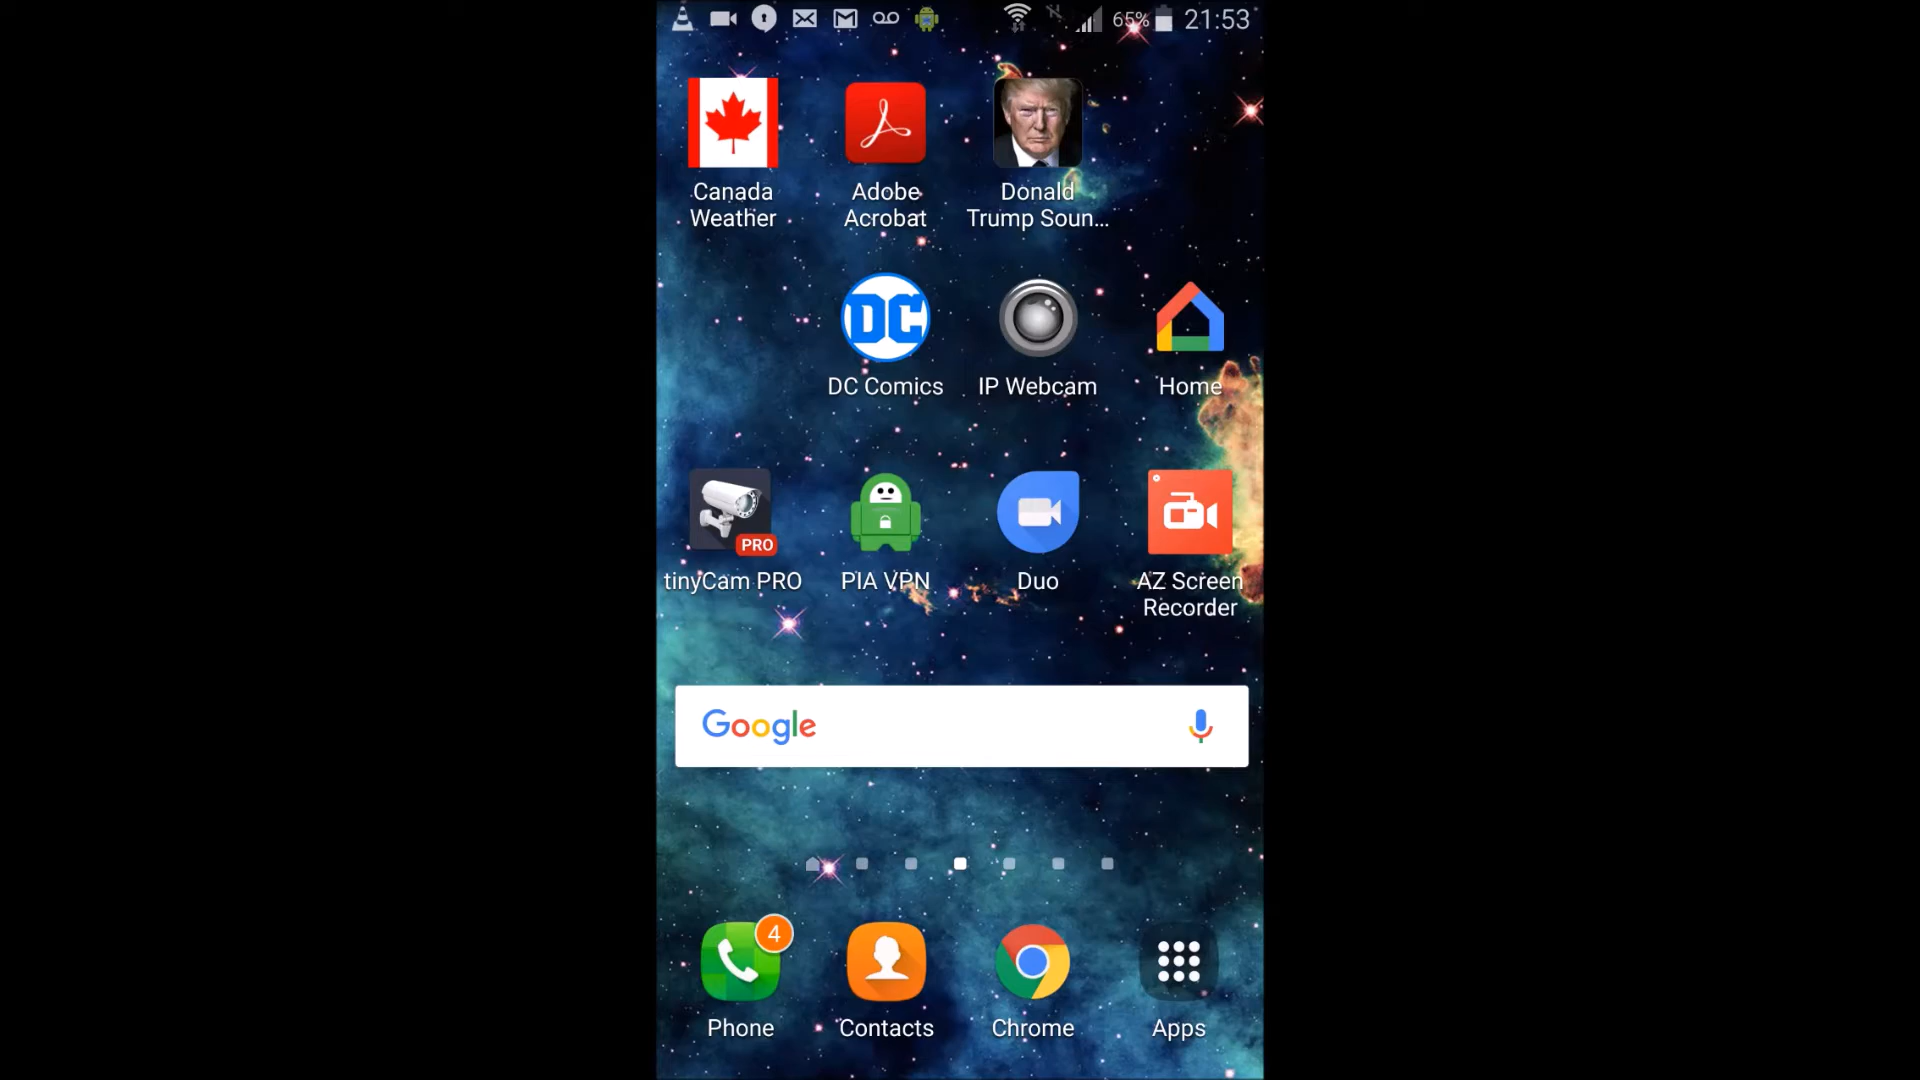 65% 21:53
Canada
Weather
Adobe
Acrobat
Donald
Trump Soun...
DC
DC Comics
IP Webcam
Home
PRO
tinyCam PRO
PIA VPN
Duo
AZ Screen
Recorder
Google
4
Phone
Contacts
Chrome
Apps